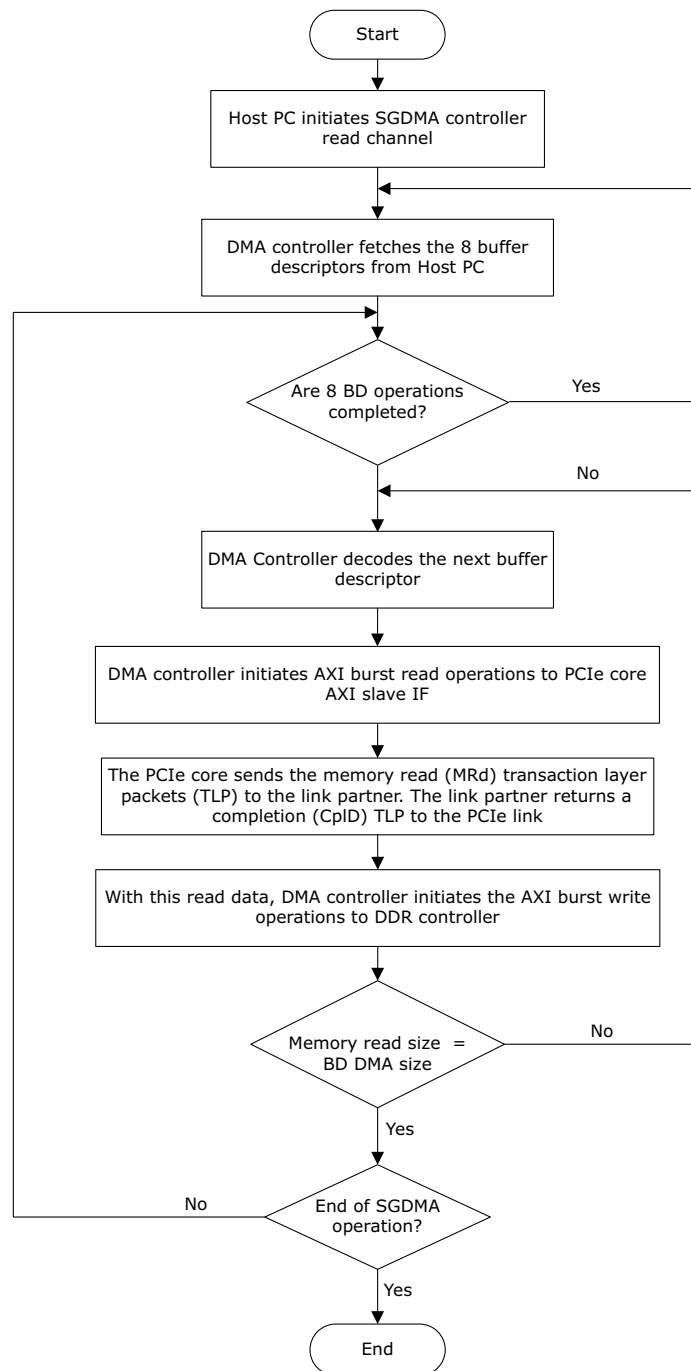 Start
Host PC initiates SGDMA controller
read channel
DMA controller fetches the 8 buffer
descriptors from Host PC
Are 8 BD operations
completed?
Yes
No
DMA Controller decodes the next buffer
descriptor
DMA controller initiates AXI burst read operations to PCIe core
AXI slave IF
The PCIe core sends the memory read (MRd) transaction layer
packets (TLP) to the link partner. The link partner returns a
completion (CplD) TLP to the PCIe link
With this read data, DMA controller initiates the AXI burst write
operations to DDR controller
Memory read size =
BD DMA size
No
Yes
No
End of SGDMA
operation?
Yes
End